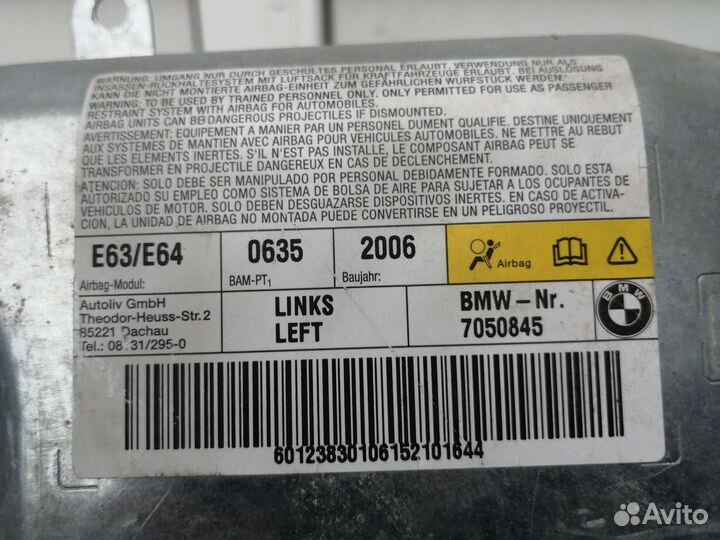 WARNUNG: UMGANG NUR DURCH GESCHULTES PERSONAL ERLAUBT. VERWENDUNG NUR ALS
INSASSEN-RÜCKHALTESYSTEM MIT LUFTSACK FÜR KRAFTFAHRZEUGE ERLAUBT. BEI AUSLÖSUNG
KANN DIE NICHT MONTIERTE AIRBAG-EINHEIT ZUM GEFÄHRLICHEN WURFSTÜCK WERDEN.
WARNING: TO BE USED BY TRAINED PERSONNEL ONLY. ONLY PERMITTED FOR USE AS PASSENGER
RESTRAINT SYSTEM WITH AIRBAG FOR AUTOMOBILES.
AIRBAG UNITS CAN BE DANGEROUS PROJECTILES IF DISMOUNTED.
AVERTISSEMENT: EQUIPEMENT A MANIER PAR UN PERSONEL DUMENT QUALIFIE. DESTINE UNIQUEMENT
AUX SYSTEMES DE MANTIEN AVEC AIRBAG POUR VEHICULES AUTOMOBILES. NE METTRE AU REBUT
QUE LES ELEMENTS INERTES. S'IL N'EST PAS INSTALLE, LE COMPOSANT AIRBAG PEUT SE
TRANSFORMER EN PROJECTILE DANGEREUX EN CAS DE DECLENCHEMENT.
ATENCION: SOLO DEBE SER MANIPULADO POR PERSONAL DEBIDAMENTE FORMADO. SOLO ESTA
AUTORIZADO SU EMPLEO COMO SISTEMA DE BOLSA DE AIRE PARA SUJETAR A LOS OCUPANTES DE
VEHICULOS DE MOTOR. SOLO DEBEN DESGUAZARSE DISPOSITIVOS INERTES. EN CASO DE ACTIVA-
CION, LA UNIDAD DE AIRBAG NO MONTADA PUEDE CONVERTIRSE EN UN PELIGROSO PROYECTIL.
E63/E64 0635 2006 Airbag
Airbag-Modul: BAM-PT1 Baujahr:
Autoliv GmbH
Theodor-Heuss-Str.2
85221 Dachau
Tel.: 08131/295-0
LINKS
LEFT
BMW-Nr.
7050845
BMW
60123830106152101644
Avito